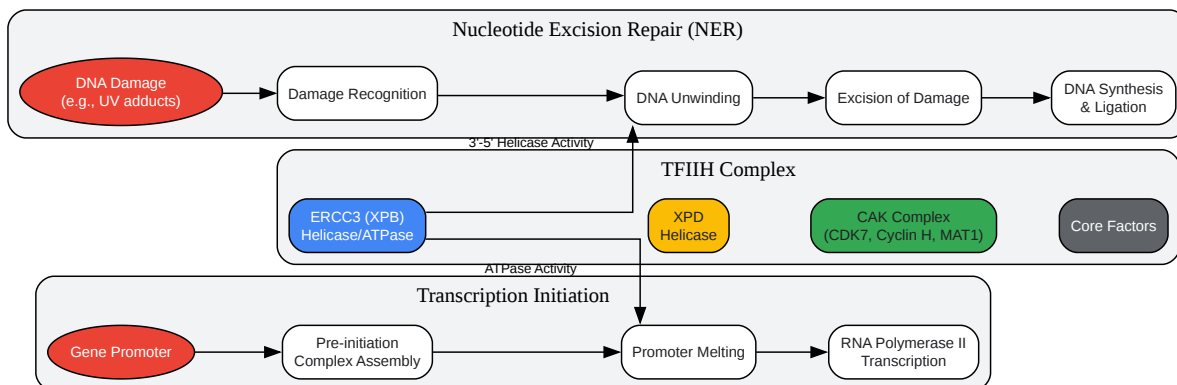 Nucleotide Excision Repair (NER)
DNA Damage
(e.g., UV adducts)
Damage Recognition
DNA Unwinding
Excision of Damage
DNA Synthesis
& Ligation
3'-5' Helicase Activity
TFIIH Complex
ERCC3 (XPB)
Helicase/ATPase
XPD
Helicase
CAK Complex
(CDK7, Cyclin H, MAT1)
Core Factors
ATPase Activity
Transcription Initiation
Gene Promoter
Pre-initiation
Complex Assembly
Promoter Melting
RNA Polymerase II
Transcription